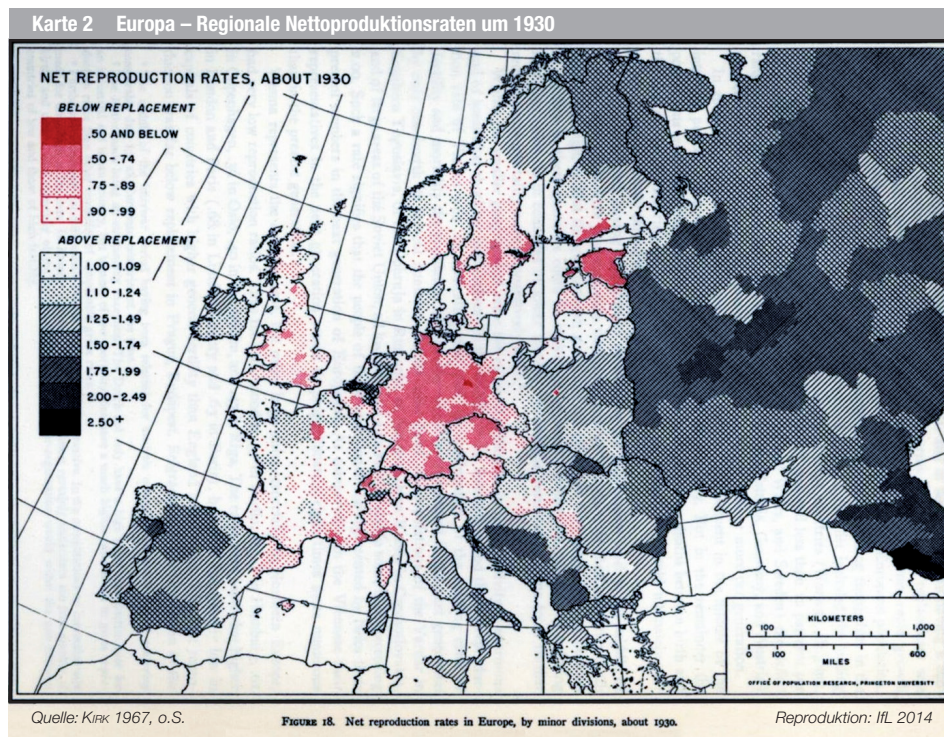 Karte 2 Europa – Regionale Nettoproduktionsraten um 1930
NET REPRODUCTION RATES, ABOUT 1930
BELOW REPLACEMENT
.50 AND BELOW
.50 - .74
.75 - .89
.90 - .99
ABOVE REPLACEMENT
1.00 - 1.09
1.10 - 1.24
1.25 - 1.49
1.50 - 1.74
1.75 - 1.99
2.00 - 2.49
2.50 +
KILOMETERS
0 100 1,000
0 100 600
MILES
OFFICE OF POPULATION RESEARCH, PRINCETON UNIVERSITY
Quelle: KIRK 1967, o.S.
FIGURE 18. Net reproduction rates in Europe, by minor divisions, about 1930.
Reproduktion: IfL 2014